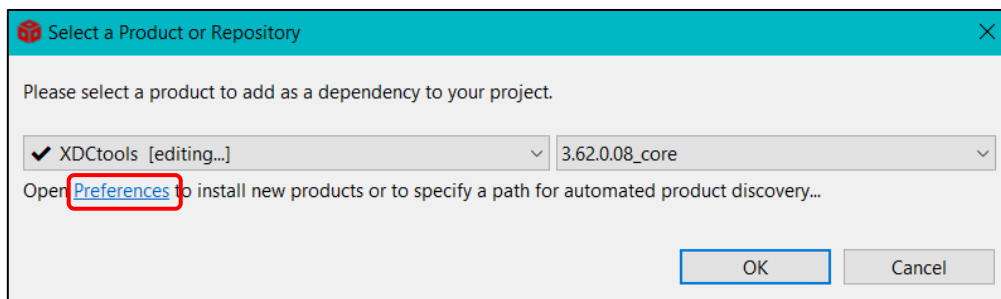 Select a Product or Repository
Please select a product to add as a dependency to your project.
XDCtools [editing...] 3.62.0.08_core
Open Preferences to install new products or to specify a path for automated product discovery...
OK Cancel